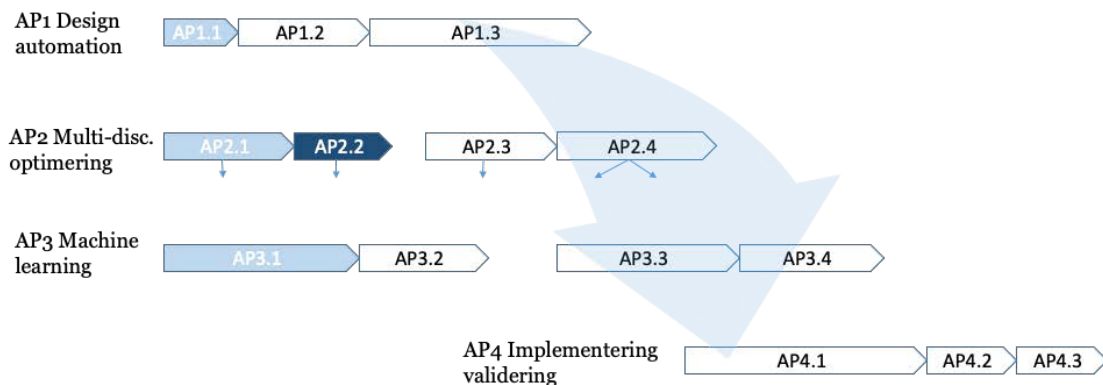 AP1 Design
automation
AP1.1 AP1.2 AP1.3
AP2 Multi-disc.
optimering
AP2.1 AP2.2 AP2.3 AP2.4
AP3 Machine
learning
AP3.1 AP3.2 AP3.3 AP3.4
AP4 Implementering
validering
AP4.1 AP4.2 AP4.3